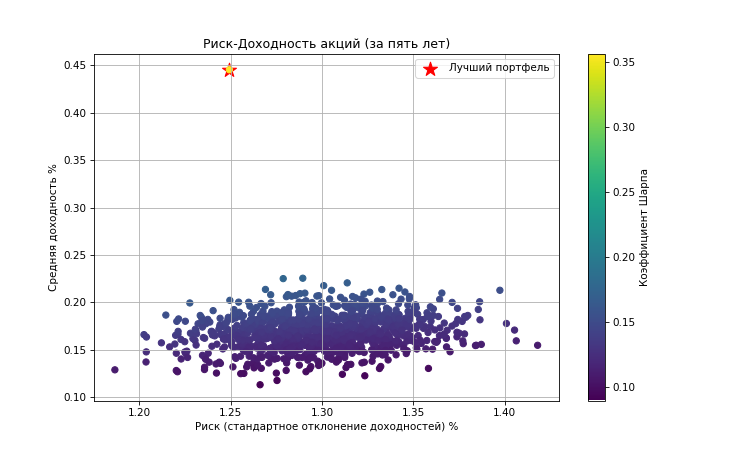 Риск-Доходность акций (за пять лет)
Лучший портфель
Средняя доходность %
0.45
0.40
0.35
0.30
0.25
0.20
0.15
0.10
1.20 1.25 1.30 1.35 1.40
Риск (стандартное отклонение доходностей) %
0.35
0.30
0.25
0.20
0.15
0.10
Коэффициент Шарпа